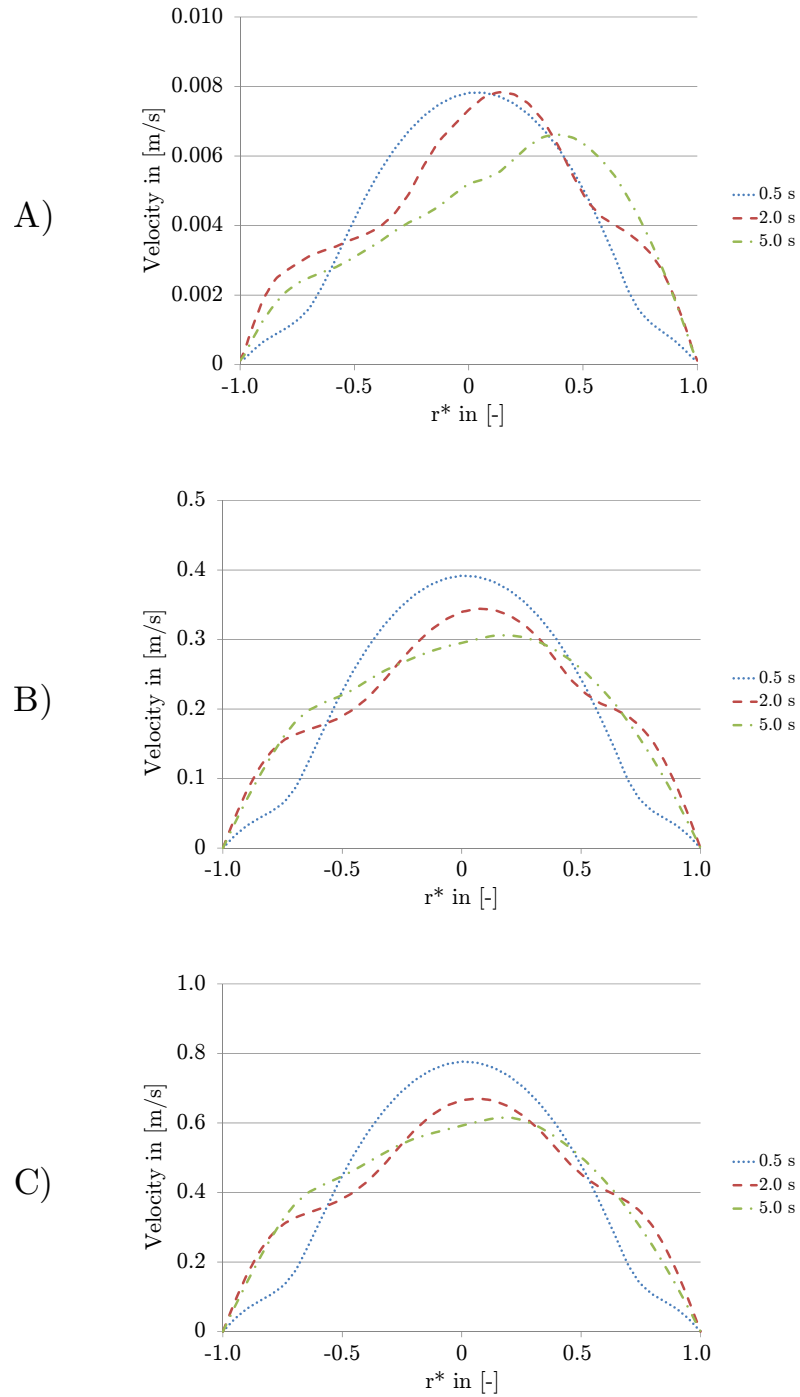 A)
Velocity in [m/s]
0.010
0.008
0.006
0.004
0.002
0
-1.0 -0.5 0 0.5 1.0
r* in [-]
0.5 s
2.0 s
5.0 s
B)
Velocity in [m/s]
0.5
0.4
0.3
0.2
0.1
0
-1.0 -0.5 0 0.5 1.0
r* in [-]
0.5 s
2.0 s
5.0 s
C)
Velocity in [m/s]
1.0
0.8
0.6
0.4
0.2
0
-1.0 -0.5 0 0.5 1.0
r* in [-]
0.5 s
2.0 s
5.0 s